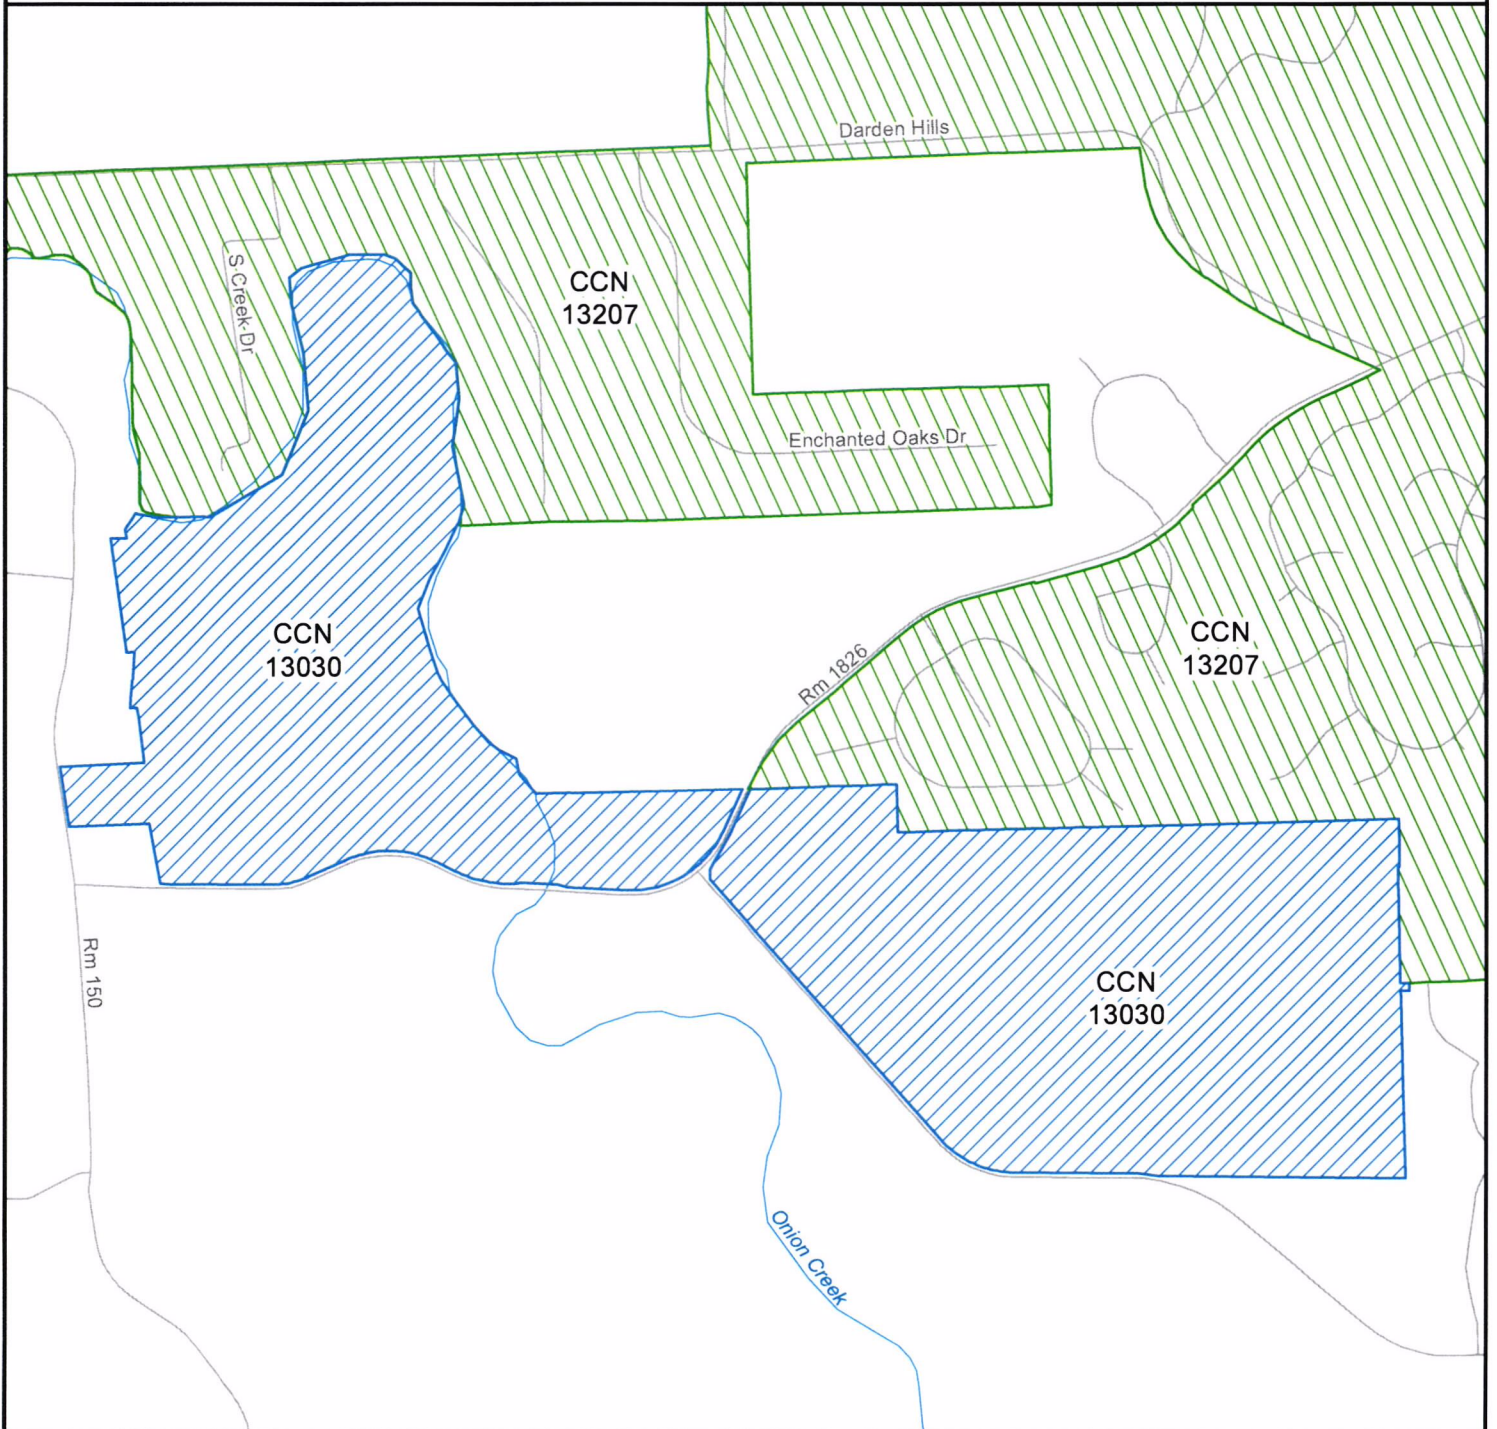 Darden Hills
S Creek Dr
CCN
13207
Enchanted Oaks Dr
CCN
13030
CCN
13207
Rm 1826
Rm 150
CCN
13030
Onion Creek